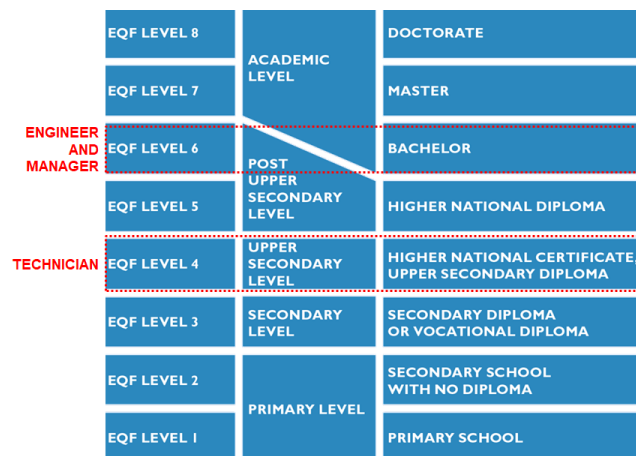 EQF LEVEL 8
DOCTORATE
ACADEMIC
LEVEL
EQF LEVEL 7
MASTER
ENGINEER
AND
MANAGER
EQF LEVEL 6
BACHELOR
POST
UPPER
SECONDARY
LEVEL
EQF LEVEL 5
HIGHER NATIONAL DIPLOMA
TECHNICIAN
EQF LEVEL 4
UPPER
SECONDARY
LEVEL
HIGHER NATIONAL CERTIFICATE,
UPPER SECONDARY DIPLOMA
EQF LEVEL 3
SECONDARY
LEVEL
SECONDARY DIPLOMA
OR VOCATIONAL DIPLOMA
EQF LEVEL 2
SECONDARY SCHOOL
WITH NO DIPLOMA
PRIMARY LEVEL
EQF LEVEL I
PRIMARY SCHOOL